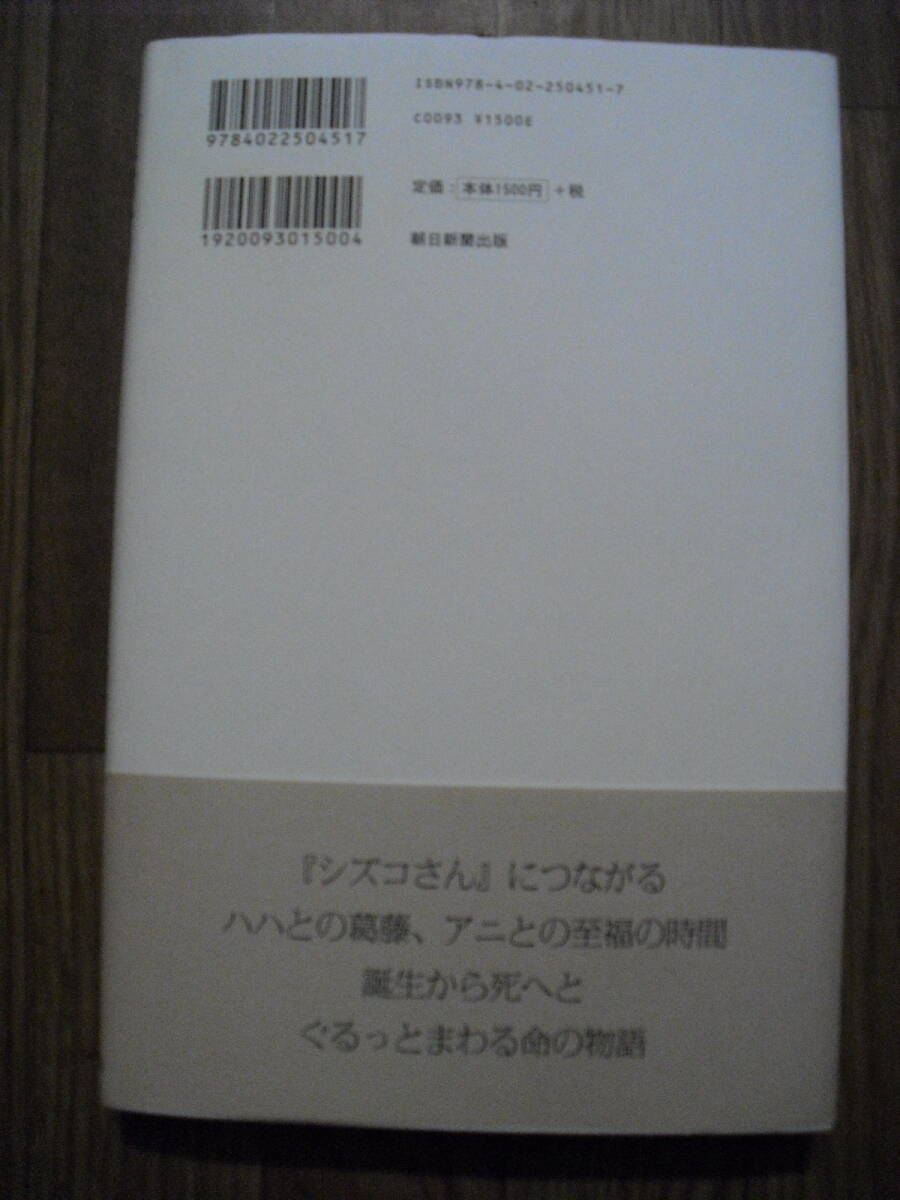 ISBN978-4-02-250451-7
C0093 ¥1500E
9784022504517
定価:本体1500円+税
1920093015004
朝日新聞出版
『シズコさん』につながる
ハハとの葛藤、アニとの至福の時間
誕生から死へと
ぐるっとまわる命の物語